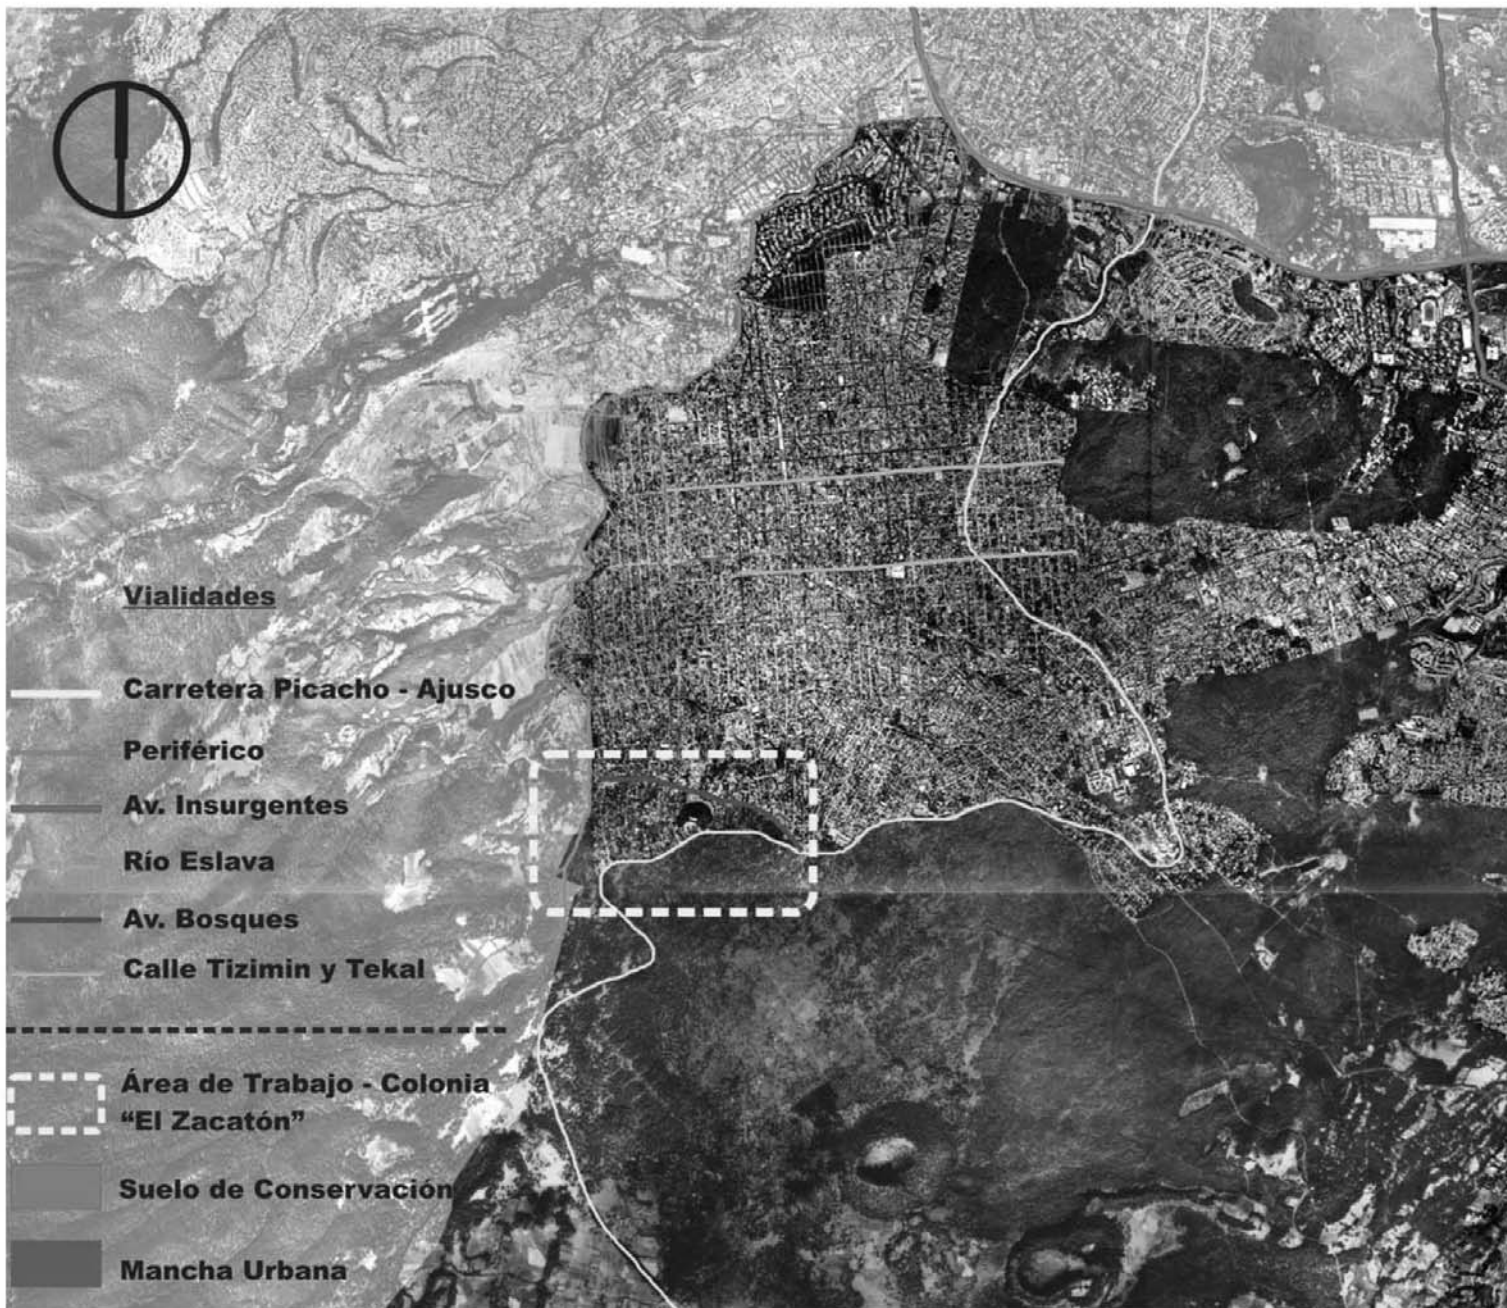 Vialidades
Carretera Picacho - Ajusco
Periférico
Av. Insurgentes
Río Eslava
Av. Bosques
Calle Tizimin y Tekal
Área de Trabajo - Colonia
“El Zacatón”
Suelo de Conservación
Mancha Urbana